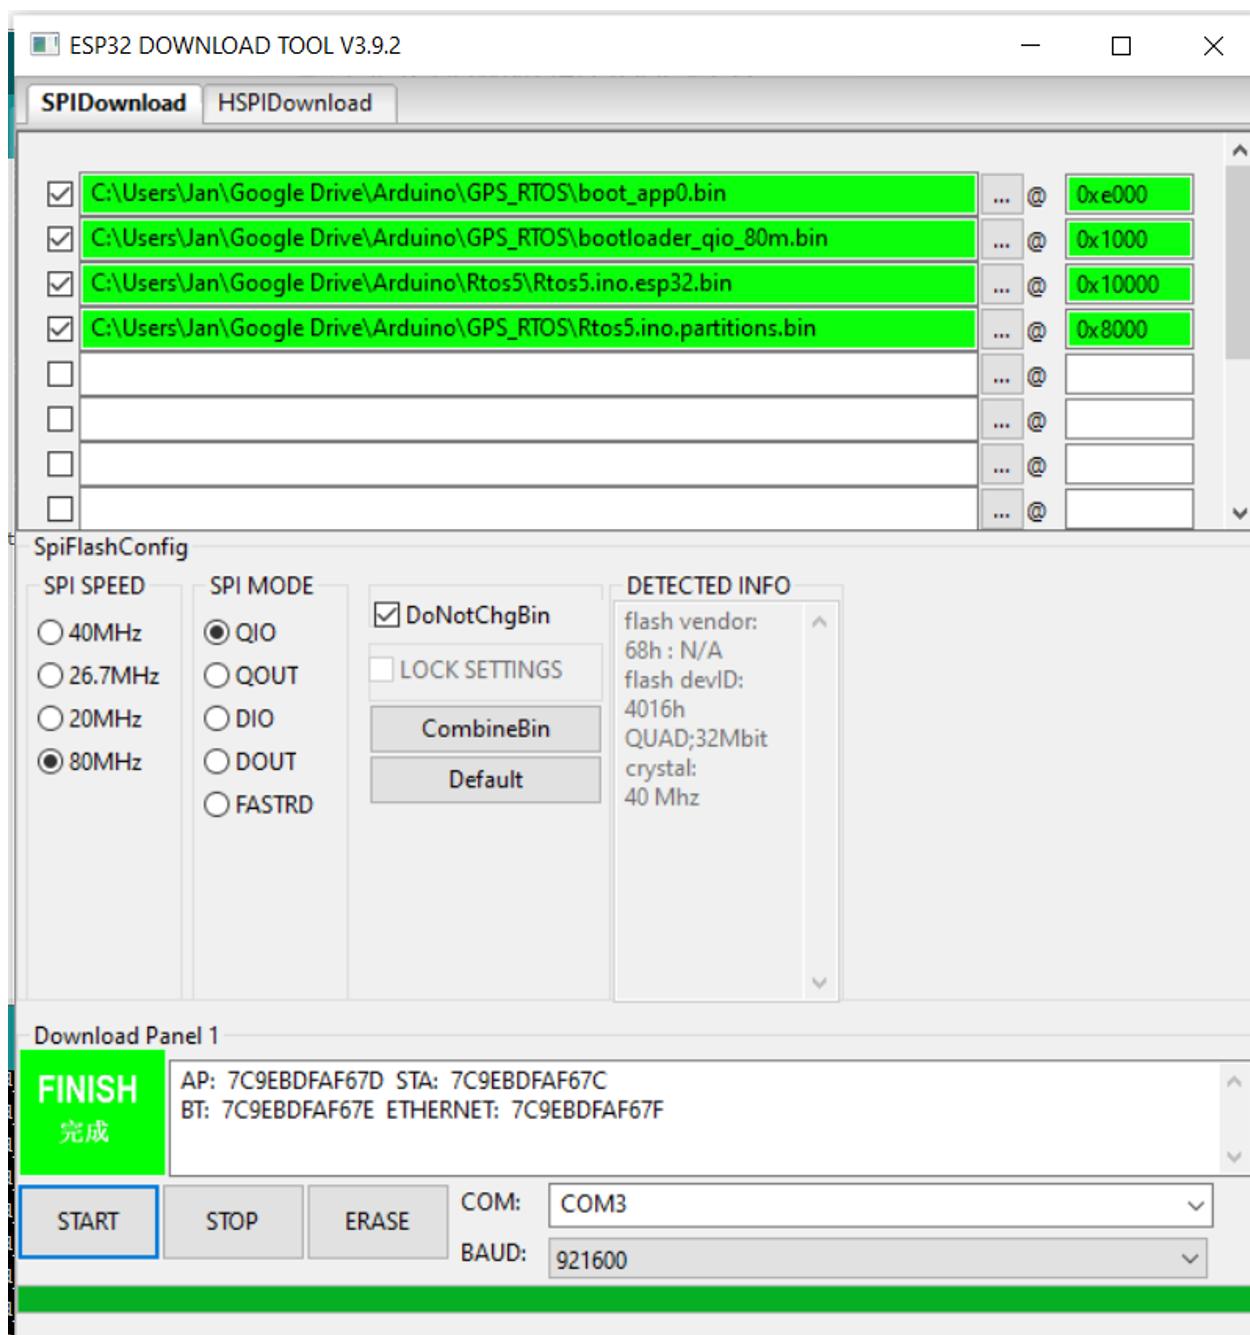 ESP32 DOWNLOAD TOOL V3.9.2
SPIDownload HSPIDownload
C:\Users\Jan\Google Drive\Arduino\GPS_RTOS\boot_app0.bin ... @ 0xe000
C:\Users\Jan\Google Drive\Arduino\GPS_RTOS\bootloader_qio_80m.bin ... @ 0x1000
C:\Users\Jan\Google Drive\Arduino\Rtos5\Rtos5.ino.esp32.bin ... @ 0x10000
C:\Users\Jan\Google Drive\Arduino\GPS_RTOS\Rtos5.ino.partitions.bin ... @ 0x8000
... @
... @
... @
... @
SpiFlashConfig
SPI SPEED
40MHz
26.7MHz
20MHz
80MHz
SPI MODE
QIO
QOUT
DIO
DOUT
FASTRD
DoNotChgBin
LOCK SETTINGS
CombineBin
Default
DETECTED INFO
flash vendor:
68h : N/A
flash devID:
4016h
QUAD;32Mbit
crystal:
40 Mhz
Download Panel 1
FINISH
完成
AP: 7C9EBDFAF67D STA: 7C9EBDFAF67C
BT: 7C9EBDFAF67E ETHERNET: 7C9EBDFAF67F
START STOP ERASE
COM: COM3
BAUD: 921600